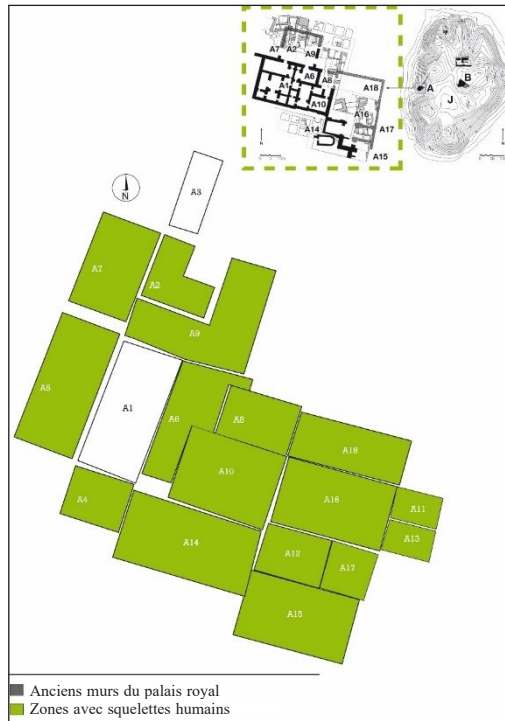 A7 A2 A9
A6 A8 A18
A1 A10
A16
A14 A17
A15
A B
J
N
N
N
A3
A7
A2
A9
A5
A1
A6
A8
A18
A4
A10
A16
A11
A13
A14
A12
A17
A15
Anciens murs du palais royal
Zones avec squelettes humains